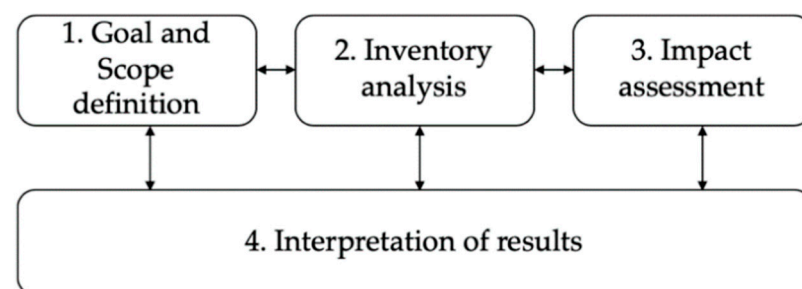 1. Goal and
Scope
definition
2. Inventory
analysis
3. Impact
assessment
4. Interpretation of results